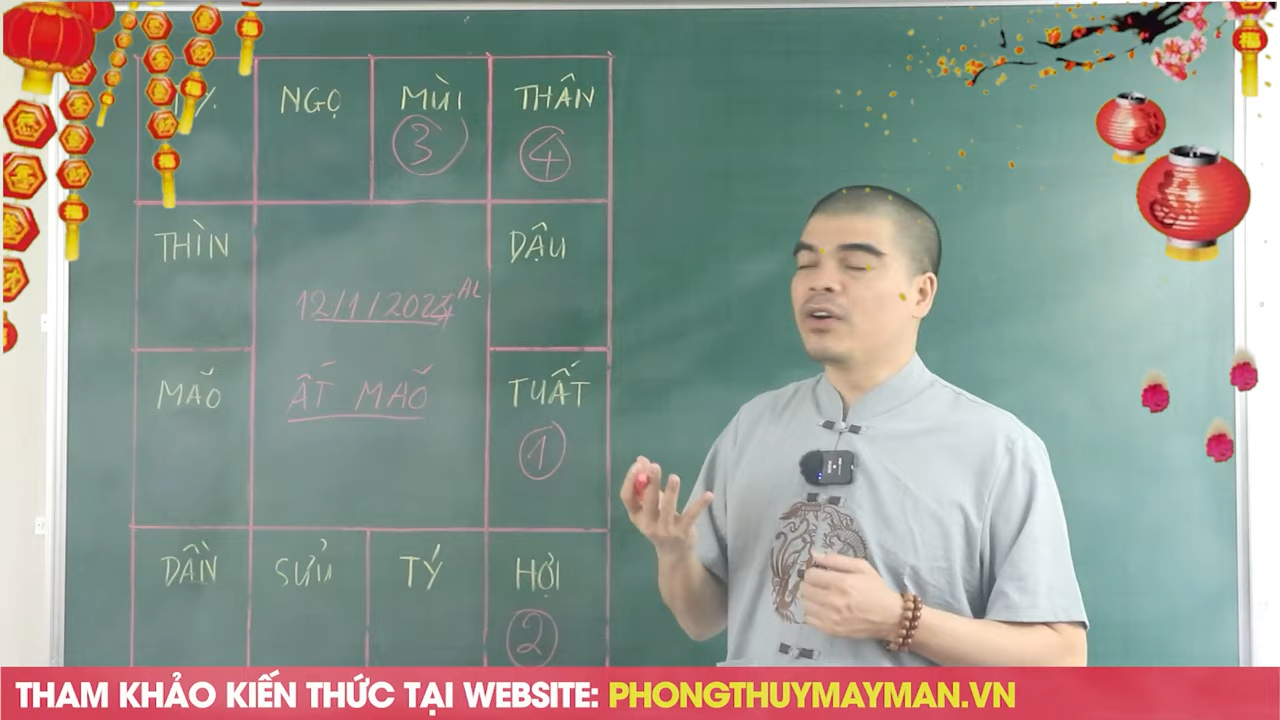 NGỌ
MÙI
THÂN
3
4
THÌN
DẬU
12/1/2024 AL
MÃO
ẤT MÃO
TUẤT
1
DẦN
SỬU
TÝ
HỢI
2
THAM KHẢO KIẾN THỨC TẠI WEBSITE: PHONGTHUYMAYMAN.VN